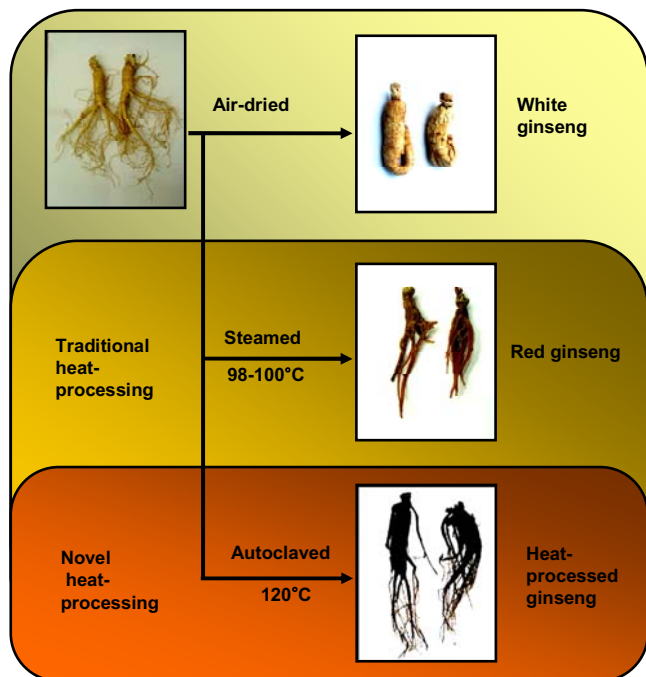 Air-dried
White
ginseng
Traditional
heat-
processing
Steamed
98-100°C
Red ginseng
Novel
heat-
processing
Autoclaved
120°C
Heat-
processed
ginseng